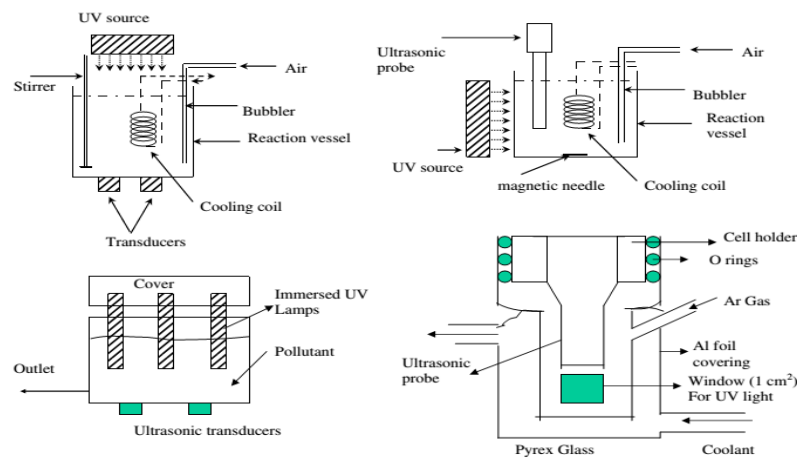 UV source
Stirrer
Air
Bubbler
Reaction vessel
Cooling coil
Transducers
Ultrasonic
probe
Air
Bubbler
Reaction
vessel
UV source
magnetic needle
Cooling coil
Cover
Immersed UV
Lamps
Pollutant
Outlet
Ultrasonic transducers
Cell holder
O rings
Ar Gas
Al foil
covering
Ultrasonic
probe
Window (1 cm²)
For UV light
Pyrex Glass
Coolant